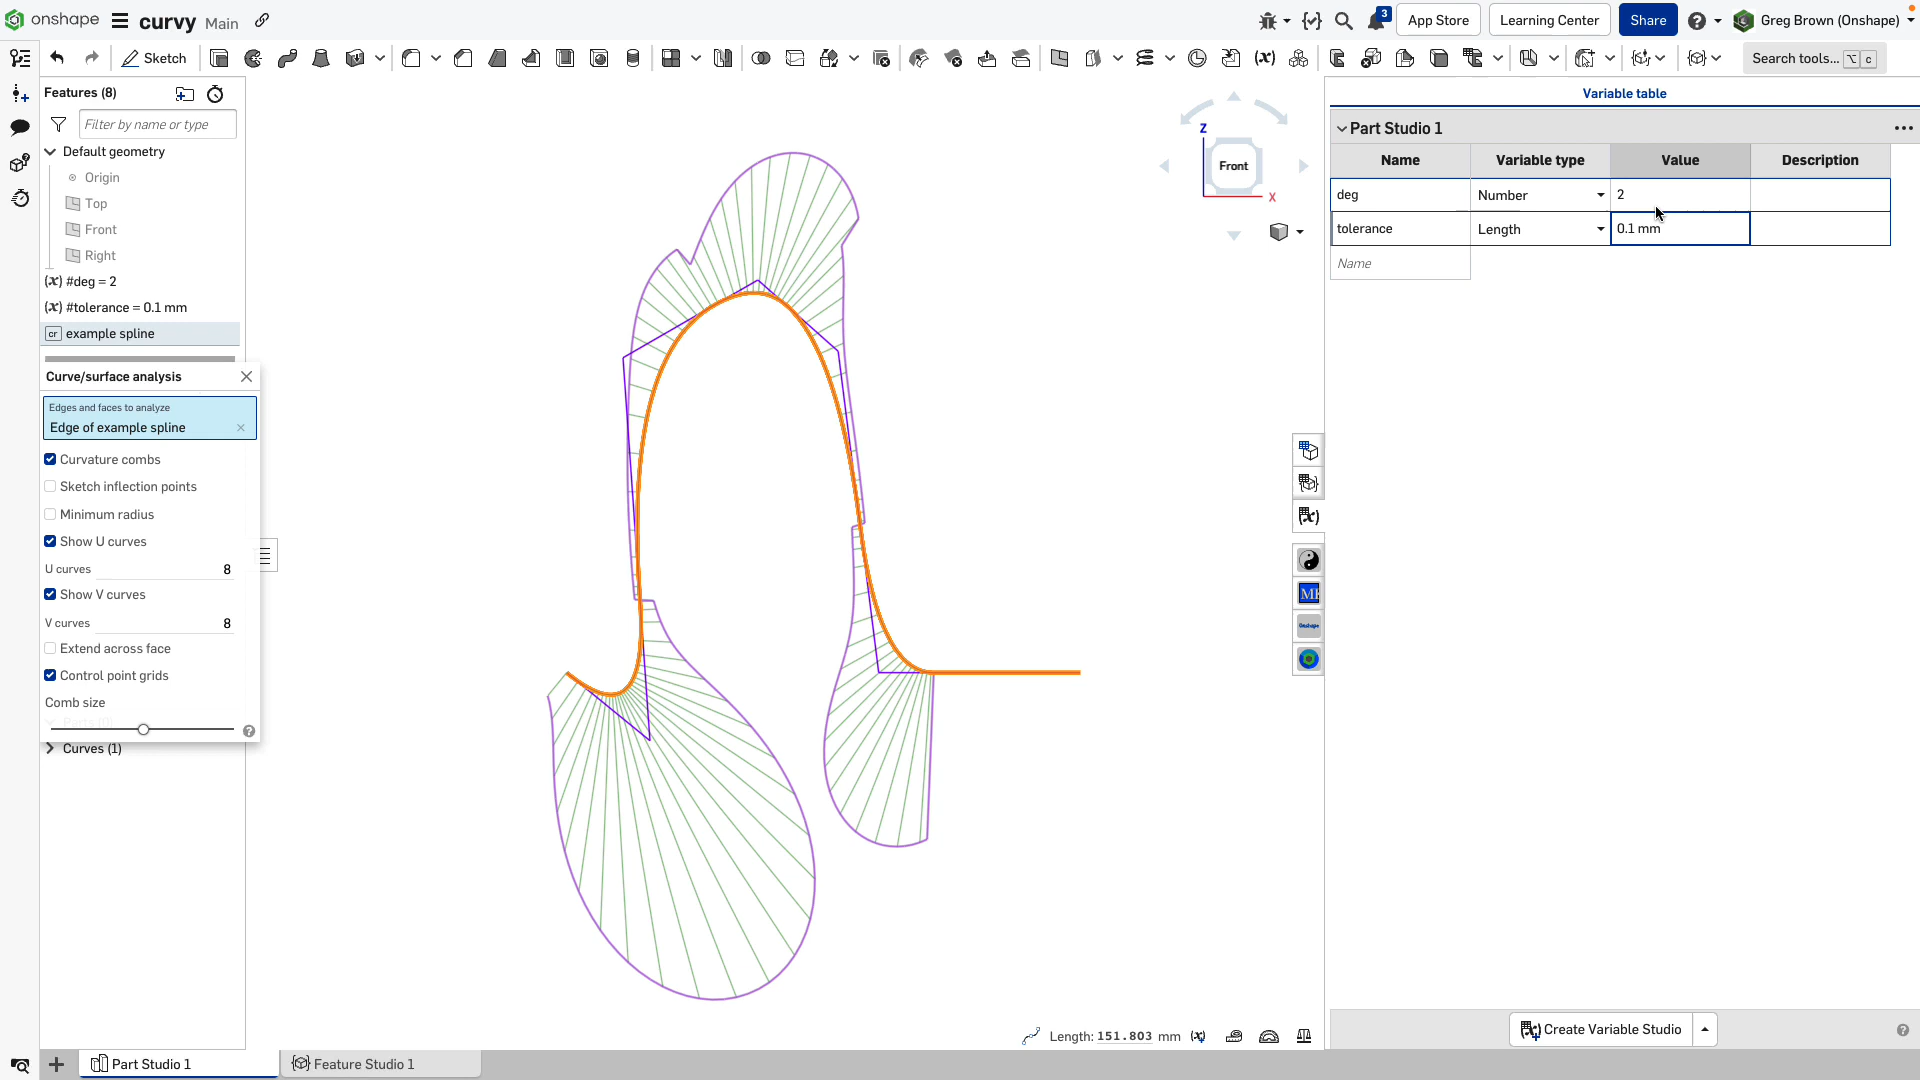 onshape curvy Main
3
App Store
Learning Center
Share
Greg Brown (Onshape)
Sketch
Search tools... ⌥ c
Features (8)
Filter by name or type
Default geometry
Origin
Top
Front
Right
(x) #deg = 2
(x) #tolerance = 0.1 mm
cr example spline
Curve/surface analysis
Edges and faces to analyze
Edge of example spline
Curvature combs
Sketch inflection points
Minimum radius
Show U curves
U curves 8
Show V curves
V curves 8
Extend across face
Control point grids
Comb size
Parts (0)
Curves (1)
Z
Front
X
Variable table
Part Studio 1
Name Variable type Value Description
deg Number 2
tolerance Length 0.1 mm
Name
Onshape
Length: 151.803 mm
Create Variable Studio
Part Studio 1
Feature Studio 1